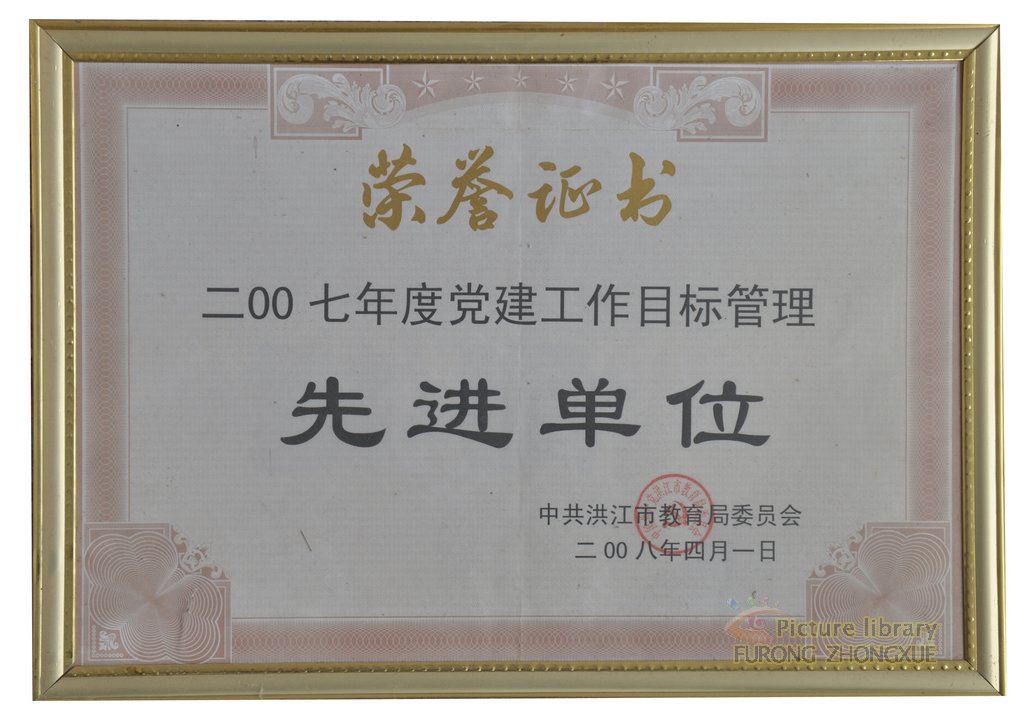 荣誉证书
二00七年度党建工作目标管理
先进单位
中共洪江市教育局委员会
二00八年四月一日
Picture library
FURONG ZHONGXUE